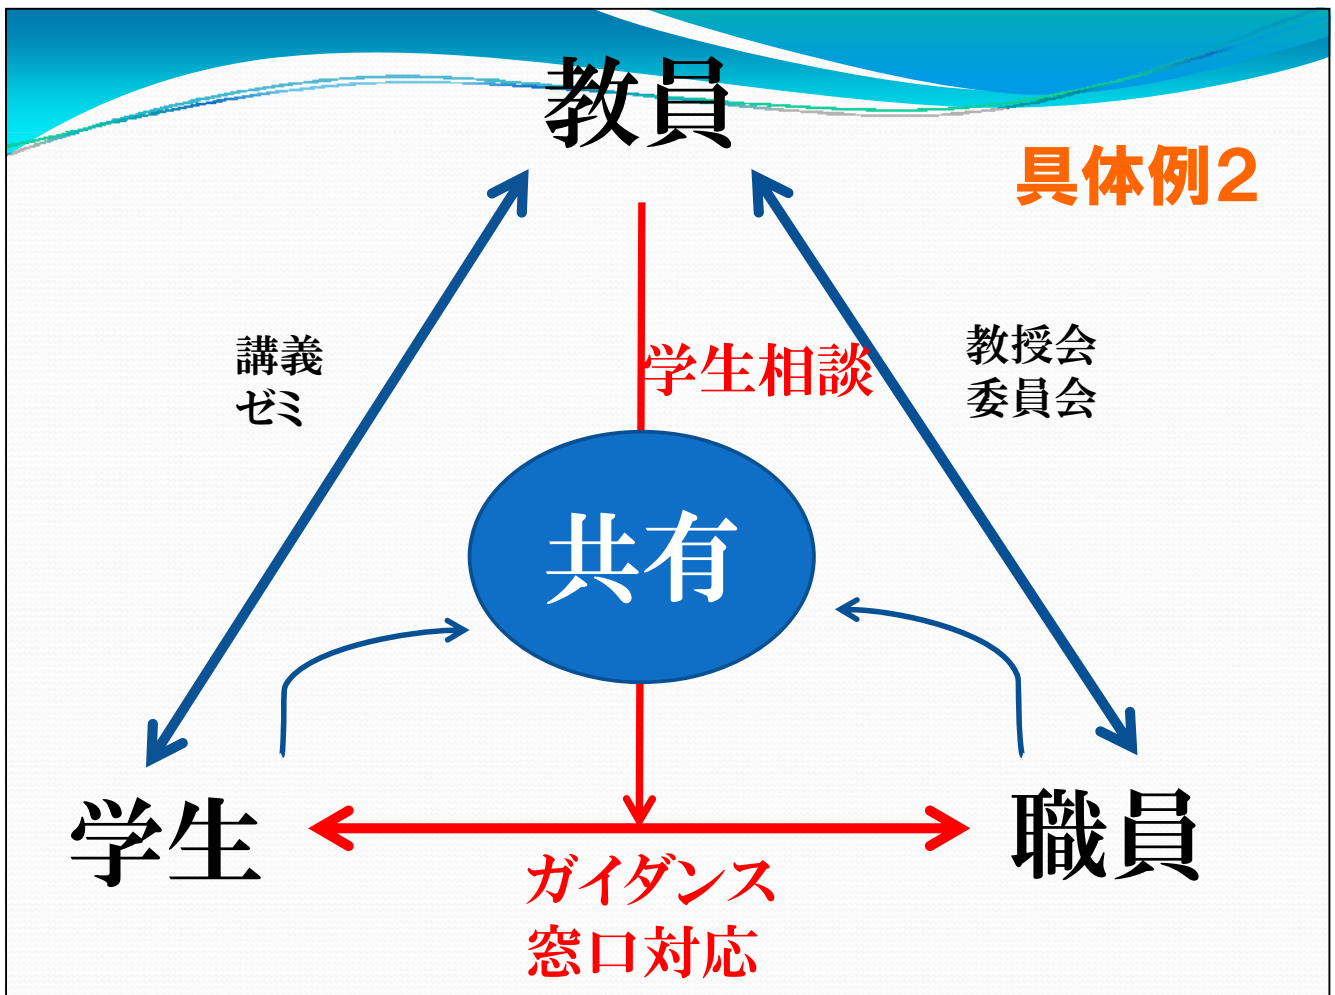 教員
具体例２
講義
ゼミ
学生相談
教授会
委員会
共有
学生
職員
ガイダンス
窓口対応